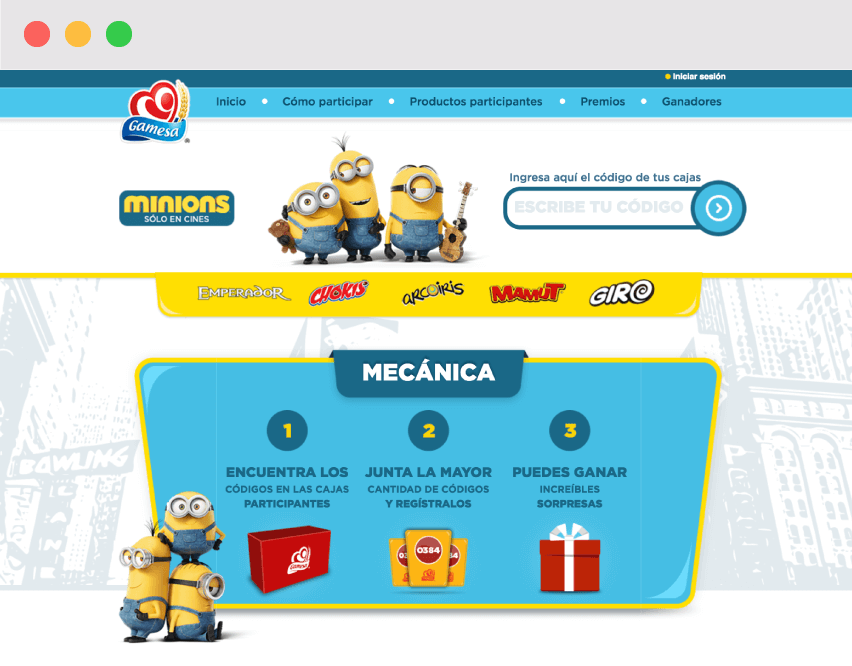 Iniciar sesión
Gamesa
Inicio
Cómo participar
Productos participantes
Premios
Ganadores
MINIONS
SÓLO EN CINES
Ingresa aquí el código de tus cajas
ESCRIBE TU CÓDIGO
EMPERADOR
CHOKIS
ARCOIRIS
MAMUT
GIRO
MECÁNICA
1
ENCUENTRA LOS
CÓDIGOS EN LAS CAJAS
PARTICIPANTES
2
JUNTA LA MAYOR
CANTIDAD DE CÓDIGOS
Y REGÍSTRALOS
3
PUEDES GANAR
INCREÍBLES
SORPRESAS
BOWLING
Gamesa
0384